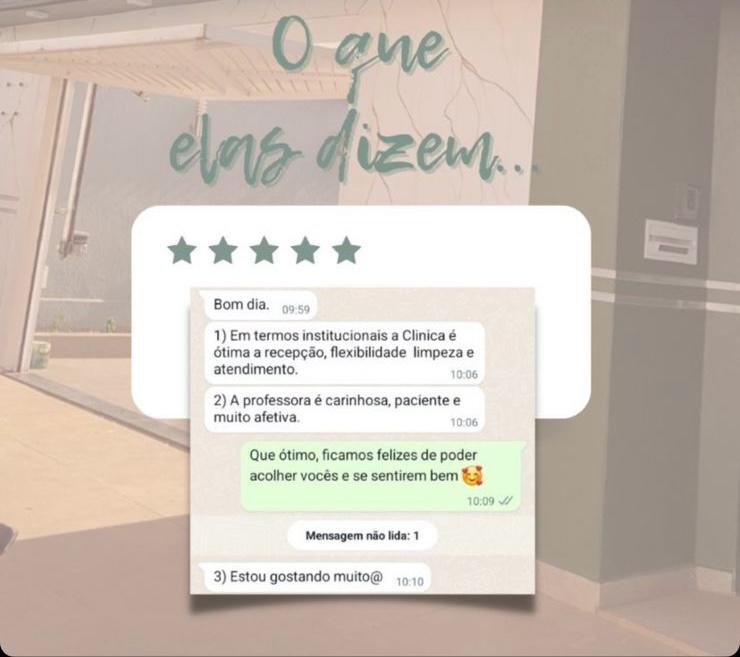 O que
elas dizem...
Bom dia. 09:59
1) Em termos institucionais a Clinica é
ótima a recepção, flexibilidade limpeza e
atendimento. 10:06
2) A professora é carinhosa, paciente e
muito afetiva. 10:06
Que ótimo, ficamos felizes de poder
acolher vocês e se sentirem bem🥰
10:09
Mensagem não lida: 1
3) Estou gostando muito@ 10:10